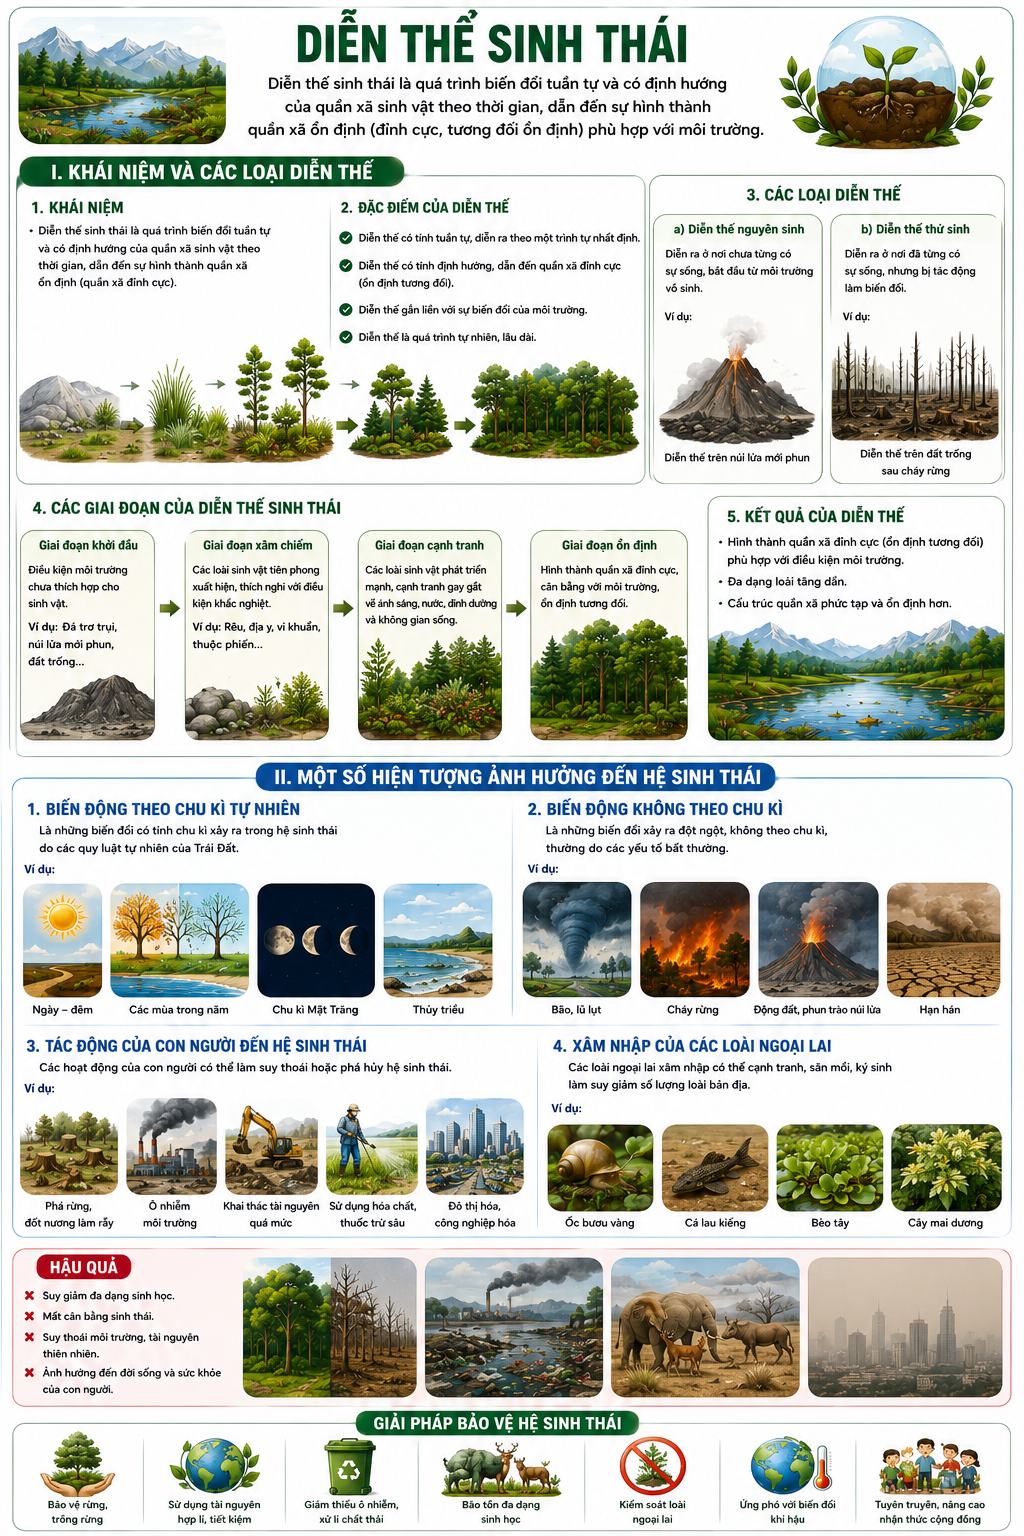 DIỄN THỂ SINH THÁI
Diễn thế sinh thái là quá trình biến đổi tuần tự và có định hướng
của quần xã sinh vật theo thời gian, dẫn đến sự hình thành
quần xã ổn định (đỉnh cực, tương đối ổn định) phù hợp với môi trường.
I. KHÁI NIỆM VÀ CÁC LOẠI DIỄN THẾ
1. KHÁI NIỆM
• Diễn thế sinh thái là quá trình biến đổi tuần tự
và có định hướng của quần xã sinh vật theo
thời gian, dẫn đến sự hình thành quần xã
ổn định (quần xã đỉnh cực).
2. ĐẶC ĐIỂM CỦA DIỄN THẾ
Diễn thế có tính tuần tự, diễn ra theo một trình tự nhất định.
Diễn thế có tính định hướng, dẫn đến quần xã đỉnh cực
(ổn định tương đối).
Diễn thế gắn liền với sự biến đổi của môi trường.
Diễn thế là quá trình tự nhiên, lâu dài.
3. CÁC LOẠI DIỄN THẾ
a) Diễn thế nguyên sinh
Diễn ra ở nơi chưa từng có
sự sống, bắt đầu từ môi trường
vô sinh.
Ví dụ:
Diễn thế trên núi lửa mới phun
b) Diễn thế thứ sinh
Diễn ra ở nơi đã từng có
sự sống, nhưng bị tác động
làm biến đổi.
Ví dụ:
Diễn thế trên đất trống
sau cháy rừng
4. CÁC GIAI ĐOẠN CỦA DIỄN THẾ SINH THÁI
Giai đoạn khởi đầu
Điều kiện môi trường
chưa thích hợp cho
sinh vật.
Ví dụ: Đá trơ trụi,
núi lửa mới phun,
đất trống...
Giai đoạn xâm chiếm
Các loài sinh vật tiên phong
xuất hiện, thích nghi với điều
kiện khắc nghiệt.
Ví dụ: Rêu, địa y, vi khuẩn,
thuộc phiến...
Giai đoạn cạnh tranh
Các loài sinh vật phát triển
mạnh, cạnh tranh gay gắt
về ánh sáng, nước, dinh dưỡng
và không gian sống.
Giai đoạn ổn định
Hình thành quần xã đỉnh cực,
cân bằng với môi trường,
ổn định tương đối.
5. KẾT QUẢ CỦA DIỄN THẾ
• Hình thành quần xã đỉnh cực (ổn định tương đối)
phù hợp với điều kiện môi trường.
• Đa dạng loài tăng dần.
• Cấu trúc quần xã phức tạp và ổn định hơn.
II. MỘT SỐ HIỆN TƯỢNG ẢNH HƯỞNG ĐẾN HỆ SINH THÁI
1. BIẾN ĐỘNG THEO CHU KÌ TỰ NHIÊN
Là những biến đổi có tính chu kì xảy ra trong hệ sinh thái
do các quy luật tự nhiên của Trái Đất.
Ví dụ:
Ngày – đêm
Các mùa trong năm
Chu kì Mặt Trăng
Thủy triều
2. BIẾN ĐỘNG KHÔNG THEO CHU KÌ
Là những biến đổi xảy ra đột ngột, không theo chu kì,
thường do các yếu tố bất thường.
Ví dụ:
Bão, lũ lụt
Cháy rừng
Động đất, phun trào núi lửa
Hạn hán
3. TÁC ĐỘNG CỦA CON NGƯỜI ĐẾN HỆ SINH THÁI
Các hoạt động của con người có thể làm suy thoái hoặc phá hủy hệ sinh thái.
Ví dụ:
Phá rừng,
đốt nương làm rẫy
Ô nhiễm
môi trường
Khai thác tài nguyên
quá mức
Sử dụng hóa chất,
thuốc trừ sâu
Đô thị hóa,
công nghiệp hóa
4. XÂM NHẬP CỦA CÁC LOÀI NGOẠI LAI
Các loài ngoại lai xâm nhập có thể cạnh tranh, săn mồi, ký sinh
làm suy giảm số lượng loài bản địa.
Ví dụ:
Ốc bươu vàng
Cá lau kiếng
Bèo tây
Cây mai dương
HẬU QUẢ
Suy giảm đa dạng sinh học.
Mất cân bằng sinh thái.
Suy thoái môi trường, tài nguyên
thiên nhiên.
Ảnh hưởng đến đời sống và sức khỏe
của con người.
GIẢI PHÁP BẢO VỆ HỆ SINH THÁI
Bảo vệ rừng,
trồng rừng
Sử dụng tài nguyên
hợp lí, tiết kiệm
Giảm thiểu ô nhiễm,
xử lí chất thải
Bảo tồn đa dạng
sinh học
Kiểm soát loài
ngoại lai
Ứng phó với biến đổi
khí hậu
Tuyên truyền, nâng cao
nhận thức cộng đồng